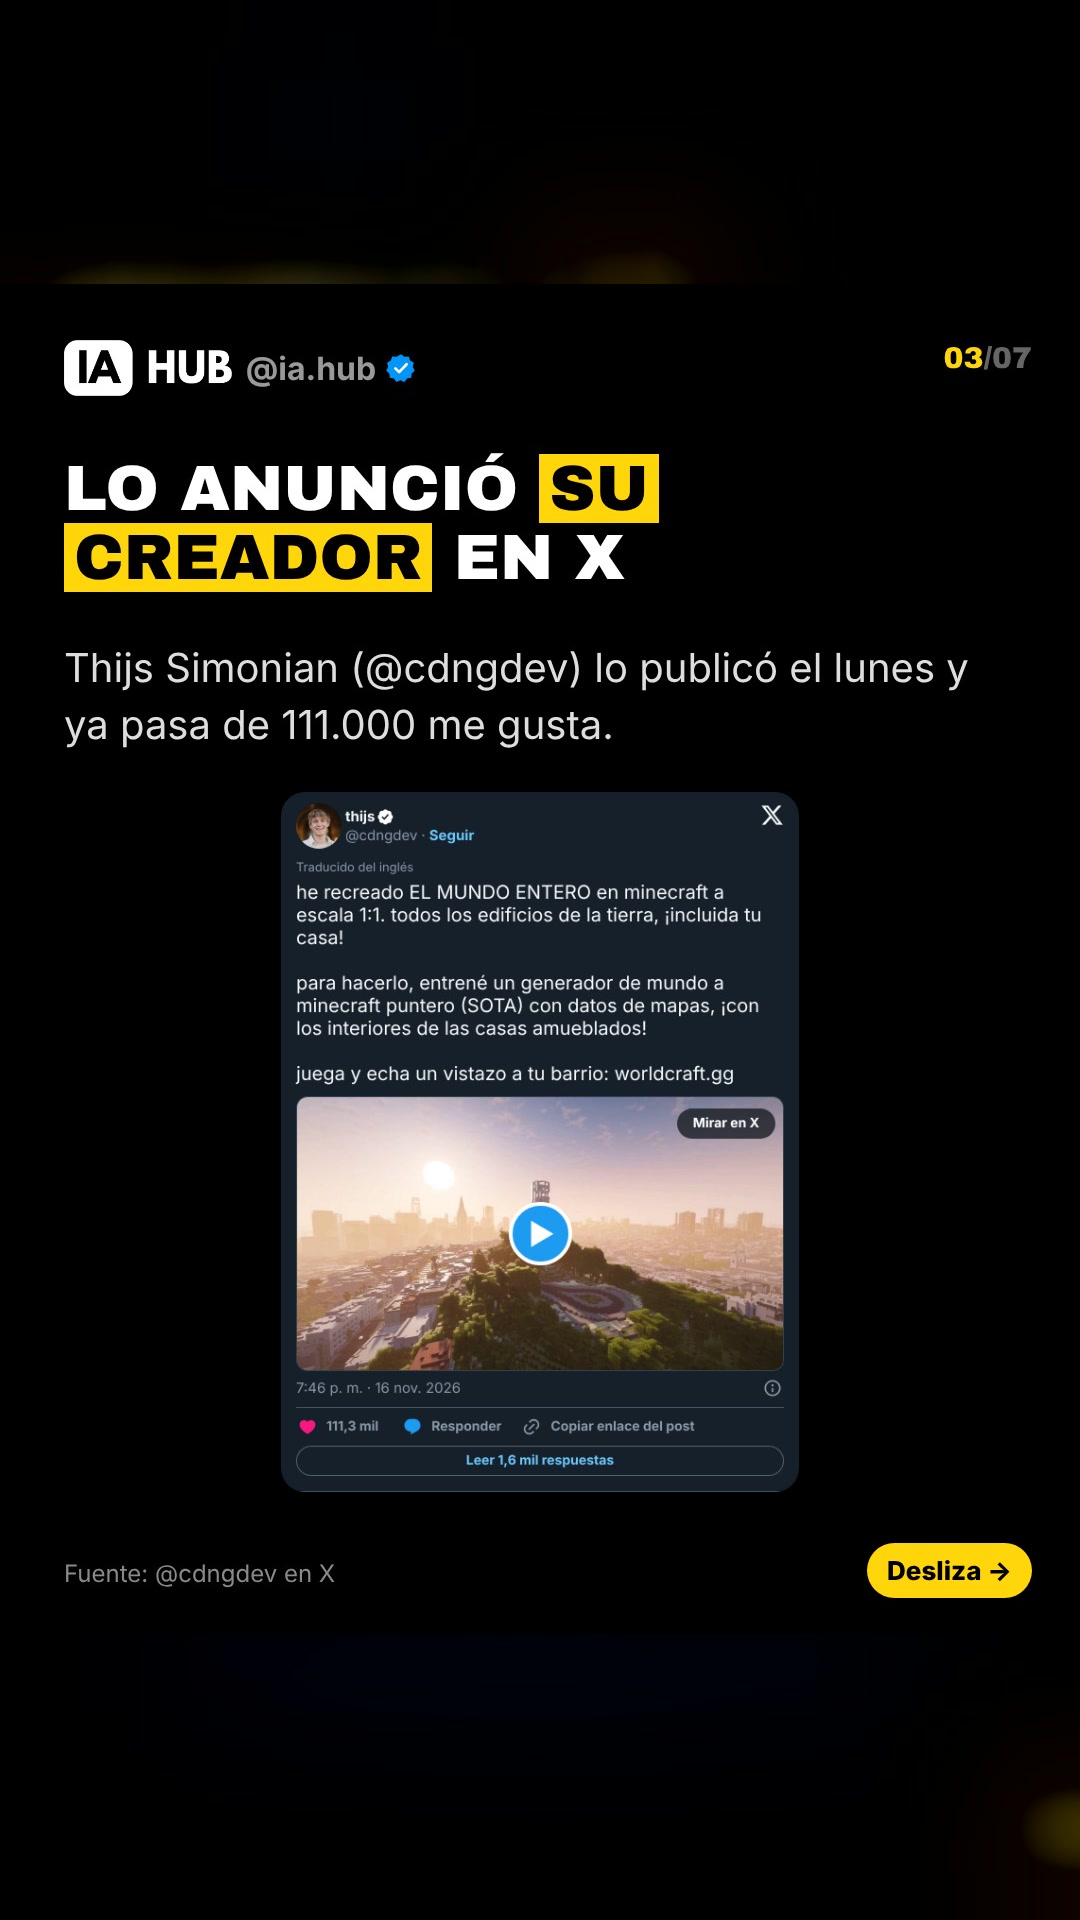 IA HUB @ia.hub
03/07
LO ANUNCIÓ SU
CREADOR EN X
Thijs Simonian (@cdngdev) lo publicó el lunes y
ya pasa de 111.000 me gusta.
thijs
@cdngdev · Seguir
Traducido del inglés
he recreado EL MUNDO ENTERO en minecraft a
escala 1:1. todos los edificios de la tierra, ¡incluida tu
casa!
para hacerlo, entrené un generador de mundo a
minecraft puntero (SOTA) con datos de mapas, ¡con
los interiores de las casas amueblados!
juega y echa un vistazo a tu barrio: worldcraft.gg
Mirar en X
7:46 p. m. · 16 nov. 2026
111,3 mil Responder Copiar enlace del post
Leer 1,6 mil respuestas
Fuente: @cdngdev en X
Desliza →